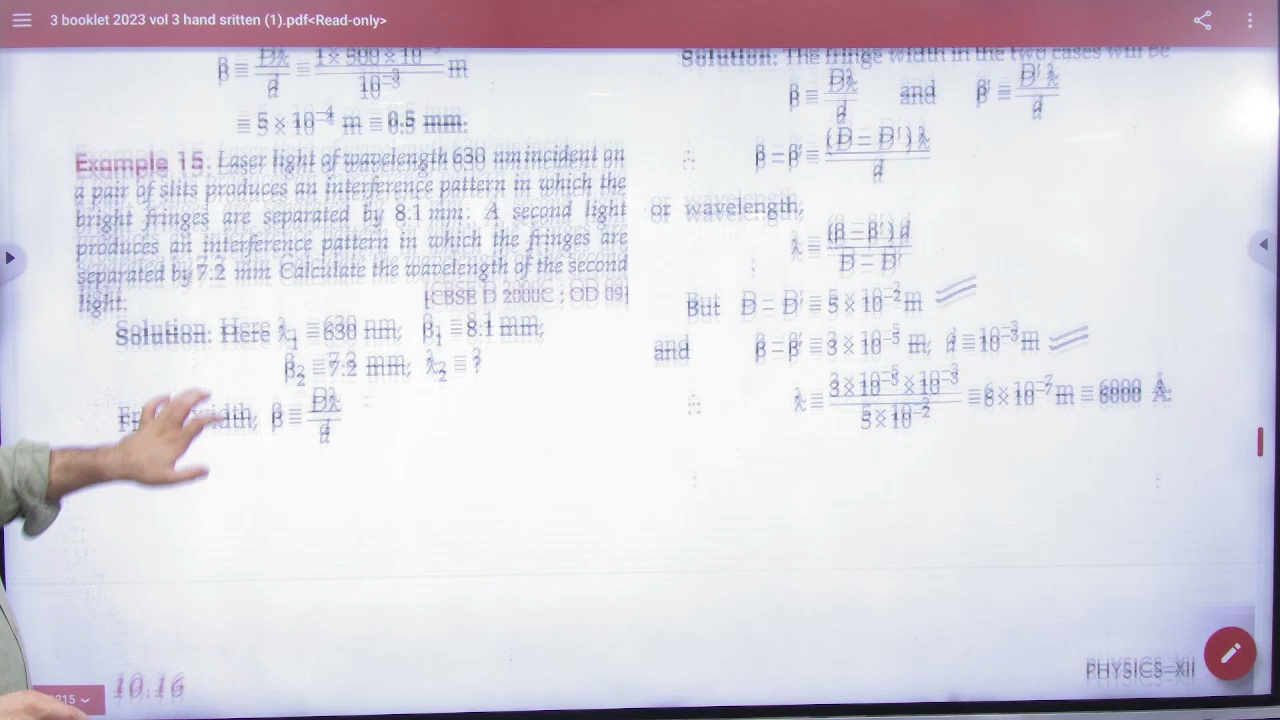 3 booklet 2023 vol 3 hand sritten (1).pdf<Read-only>
β = Dλ/d = 1 × 500 × 10 /10⁻³ m
= 5 × 10⁻⁴ m = 0.5 mm.
Example 15. Laser light of wavelength 630 nm incident on
a pair of slits produces an interference pattern in which the
bright fringes are separated by 8.1 mm. A second light
produces an interference pattern in which the fringes are
separated by 7.2 mm Calculate the wavelength of the second
light.
[CBSE D 2000C ; OD 09]
Solution. Here λ₁ = 630 nm, β₁ = 8.1 mm,
β₂ = 7.2 mm, λ₂ = ?
β = Dλ/d
10.16
Solution. The fringe width in the two cases will be
β = Dλ/d and β′ = D′λ/d
∴ β – β′ = (D – D′) λ/d
or wavelength,
λ = (β – β′) d/D – D′
But D – D′ = 5 × 10⁻² m
and β – β′ = 3 × 10⁻⁵ m, d = 10⁻³ m
∴ λ = 3 × 10⁻⁵ × 10⁻³/5 × 10⁻² = 6 × 10⁻⁷ m = 6000 Å.
PHYSICS–XII